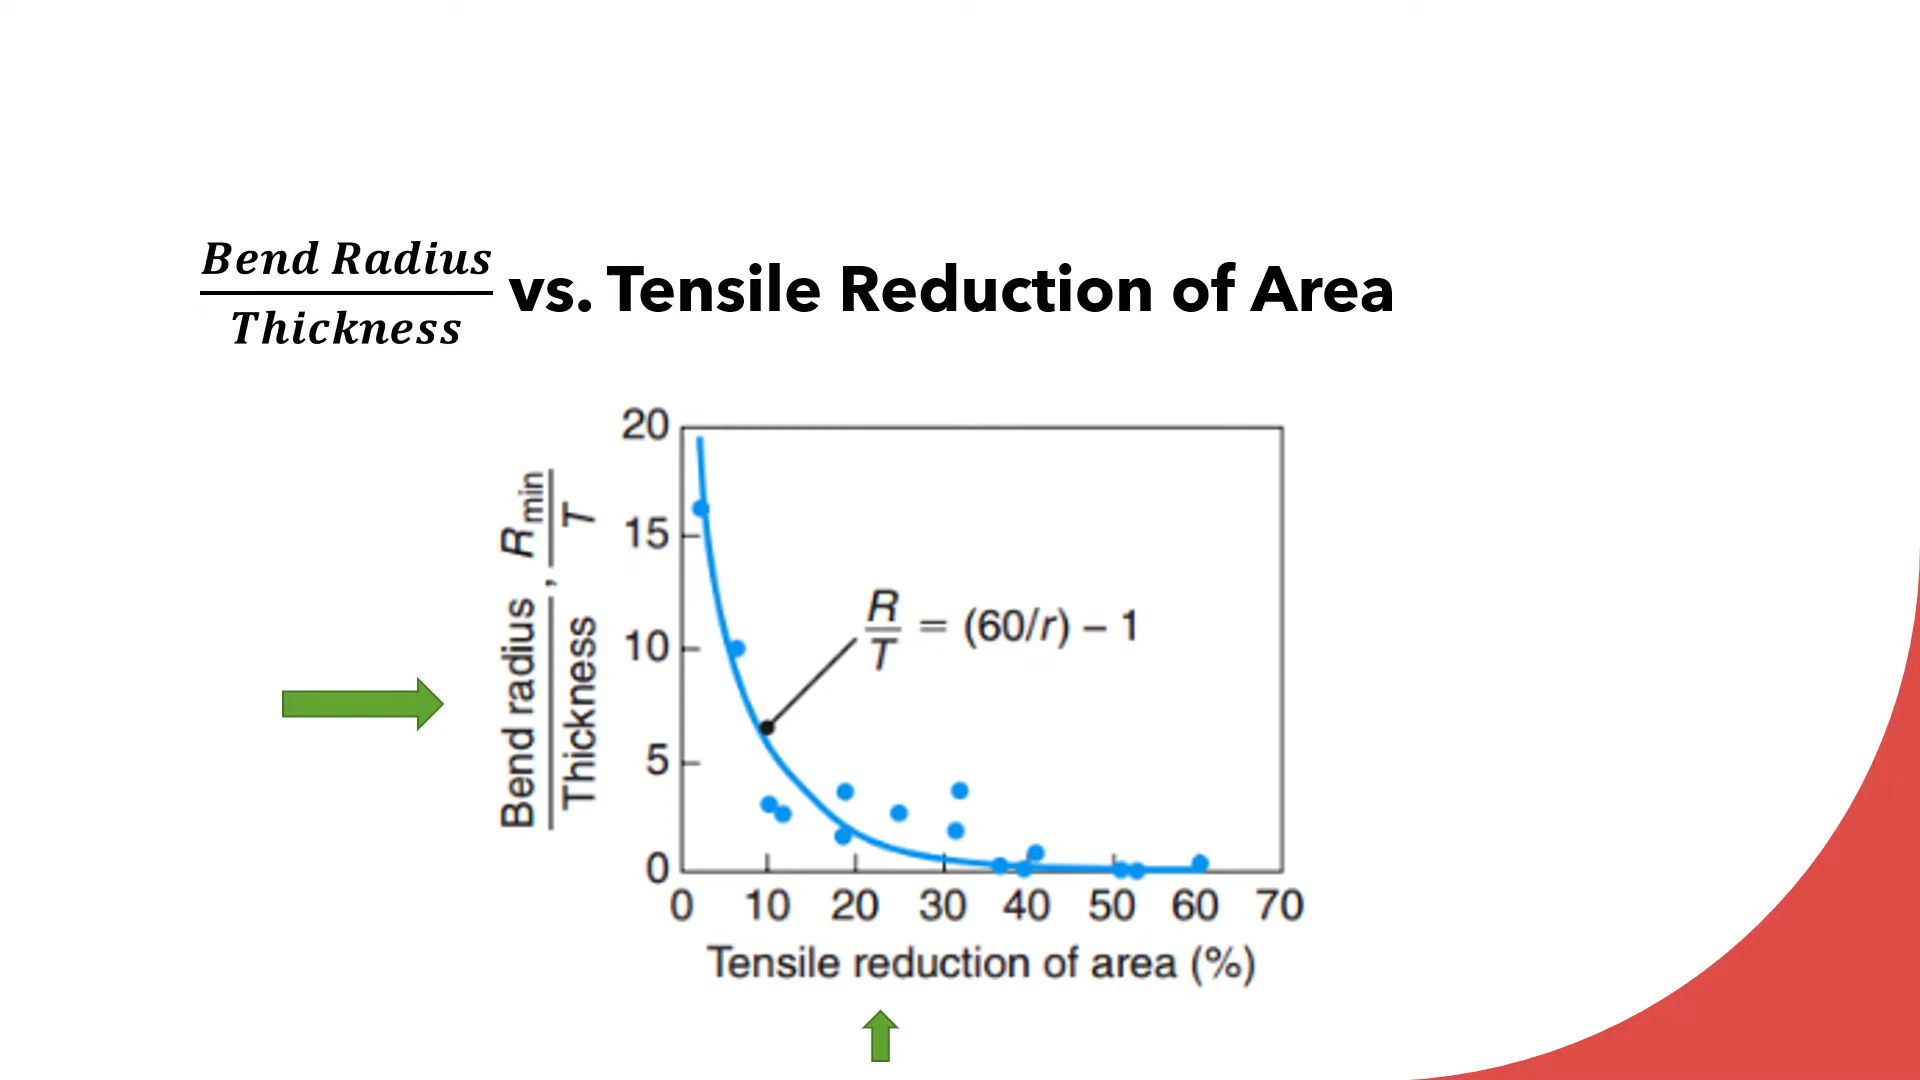 Bend Radius
Thickness
vs. Tensile Reduction of Area
20
15
10
5
0
Bend radius
Thickness
,
Rmin
T
R
T
= (60/r) – 1
0 10 20 30 40 50 60 70
Tensile reduction of area (%)